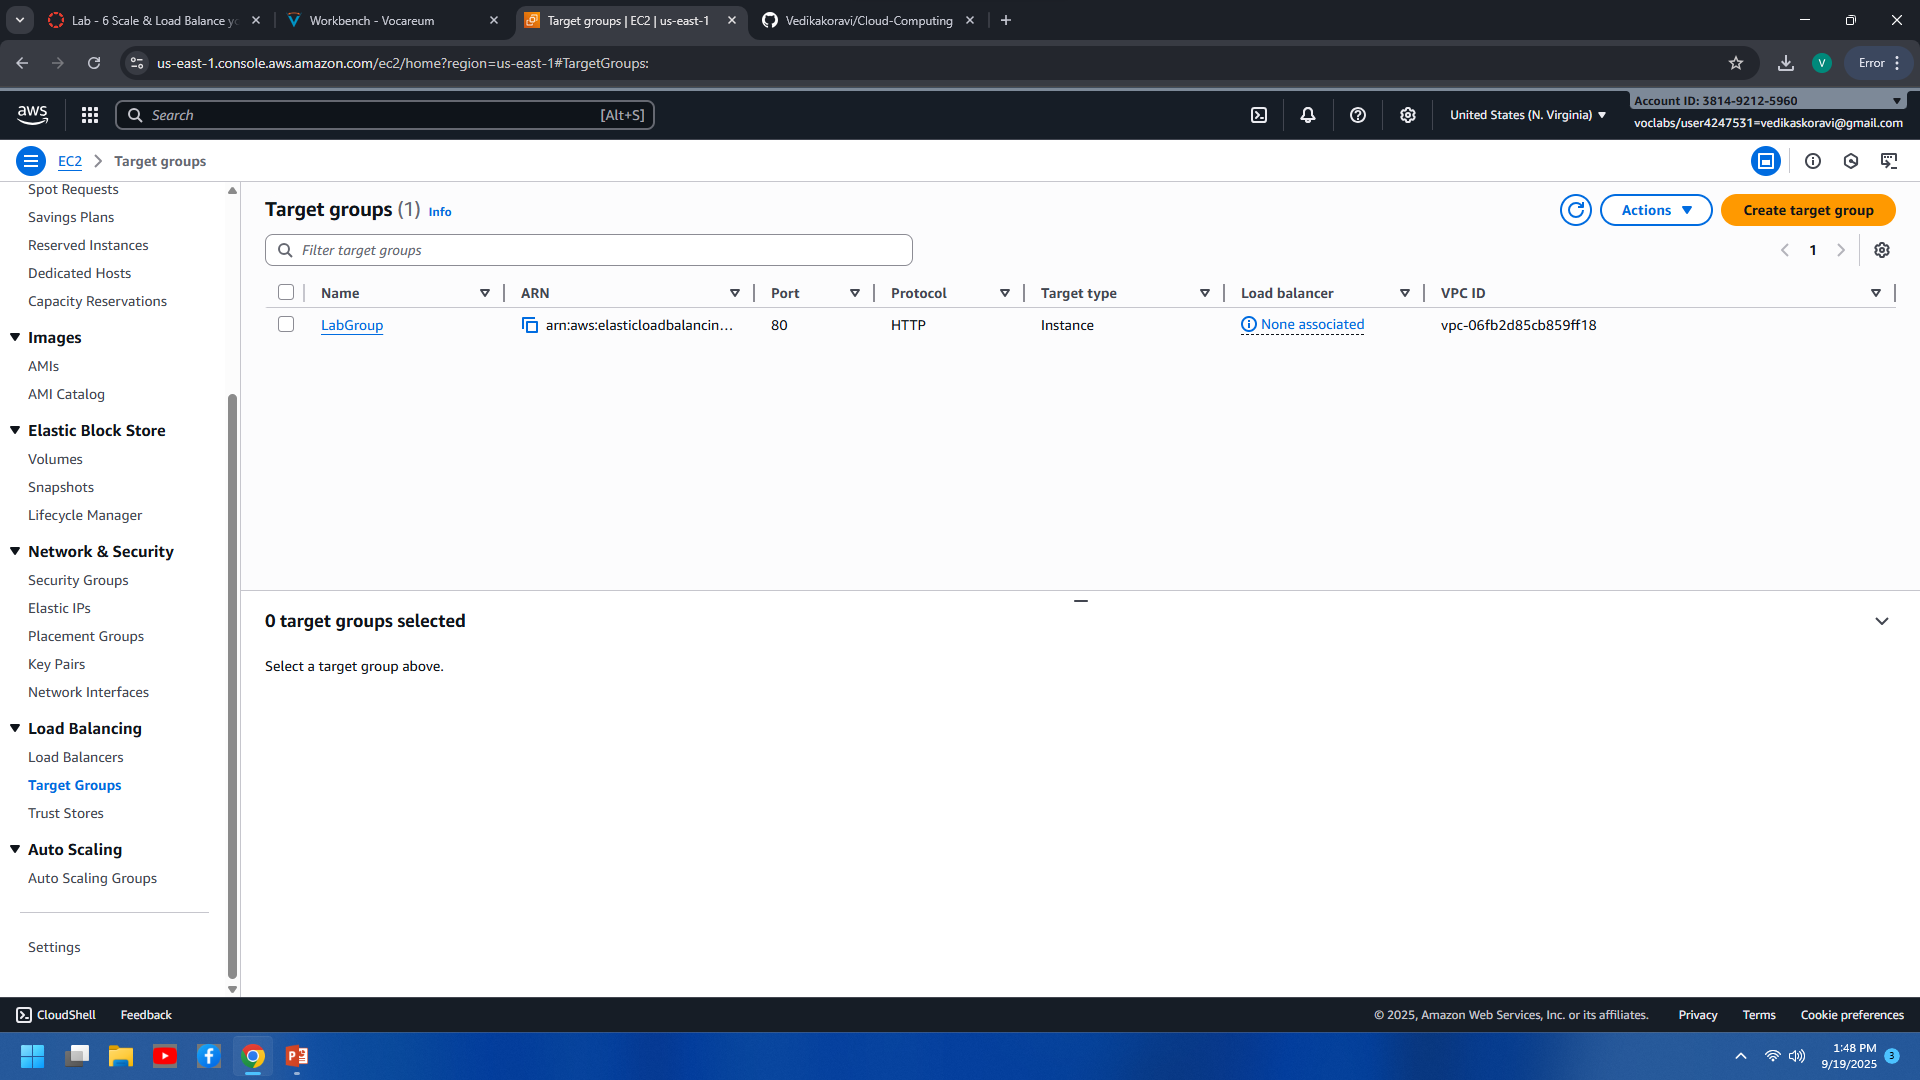 Lab - 6 Scale & Load Balance yo
Workbench - Vocareum
Target groups | EC2 | us-east-1
Vedikakoravi/Cloud-Computing
us-east-1.console.aws.amazon.com/ec2/home?region=us-east-1#TargetGroups:
V
Error
aws
Search
[Alt+S]
United States (N. Virginia)
Account ID: 3814-9212-5960
voclabs/user4247531=vedikaskoravi@gmail.com
EC2
Target groups
Spot Requests
Savings Plans
Reserved Instances
Dedicated Hosts
Capacity Reservations
Images
AMIs
AMI Catalog
Elastic Block Store
Volumes
Snapshots
Lifecycle Manager
Network & Security
Security Groups
Elastic IPs
Placement Groups
Key Pairs
Network Interfaces
Load Balancing
Load Balancers
Target Groups
Trust Stores
Auto Scaling
Auto Scaling Groups
Settings
Target groups (1) Info
Actions
Create target group
Filter target groups
1
Name ARN Port Protocol Target type Load balancer VPC ID
LabGroup arn:aws:elasticloadbalancin... 80 HTTP Instance None associated vpc-06fb2d85cb859ff18
0 target groups selected
Select a target group above.
CloudShell Feedback
© 2025, Amazon Web Services, Inc. or its affiliates. Privacy Terms Cookie preferences
1:48 PM
9/19/2025
3